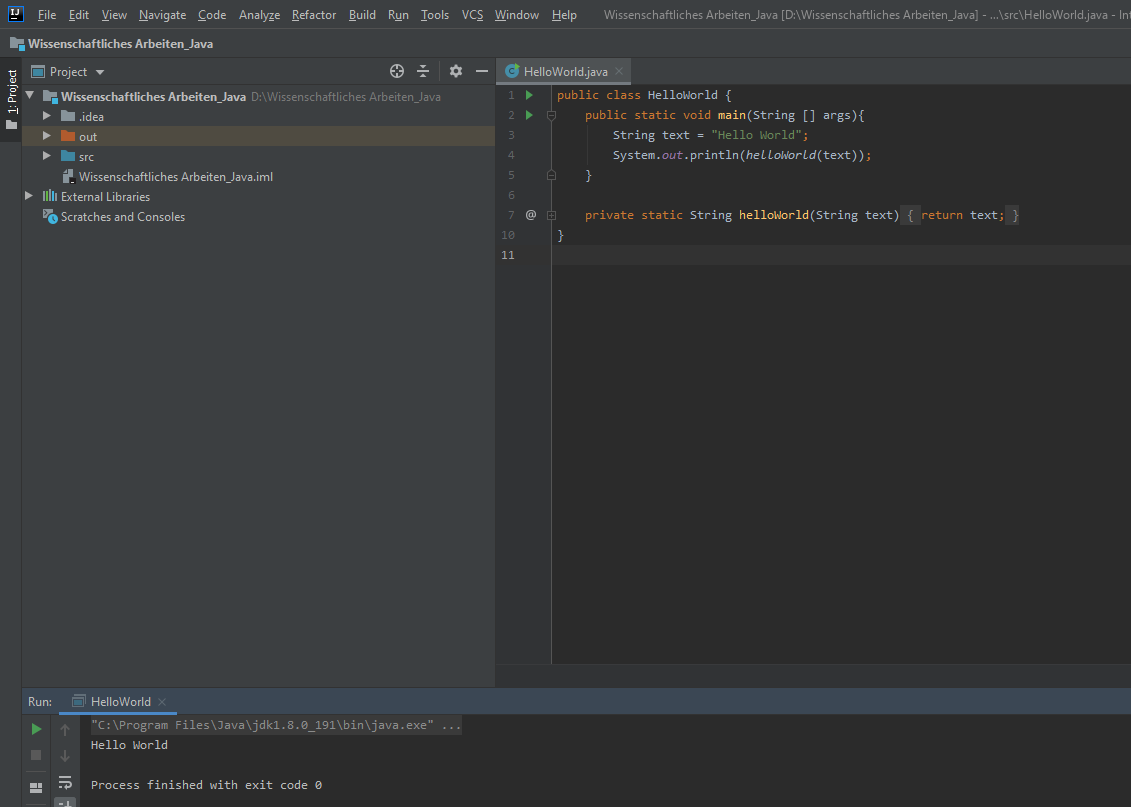 IJ File Edit View Navigate Code Analyze Refactor Build Run Tools VCS Window Help Wissenschaftliches Arbeiten_Java [D:\Wissenschaftliches Arbeiten_Java] - ...\src\HelloWorld.java - Int
Wissenschaftliches Arbeiten_Java
1: Project
Project
Wissenschaftliches Arbeiten_Java D:\Wissenschaftliches Arbeiten_Java
.idea
out
src
Wissenschaftliches Arbeiten_Java.iml
External Libraries
Scratches and Consoles
C HelloWorld.java
1 public class HelloWorld {
2 public static void main(String [] args){
3 String text = "Hello World";
4 System.out.println(helloWorld(text));
5 }
6
7 @ private static String helloWorld(String text) { return text; }
10 }
11
Run: HelloWorld
"C:\Program Files\Java\jdk1.8.0_191\bin\java.exe" ...
Hello World
Process finished with exit code 0